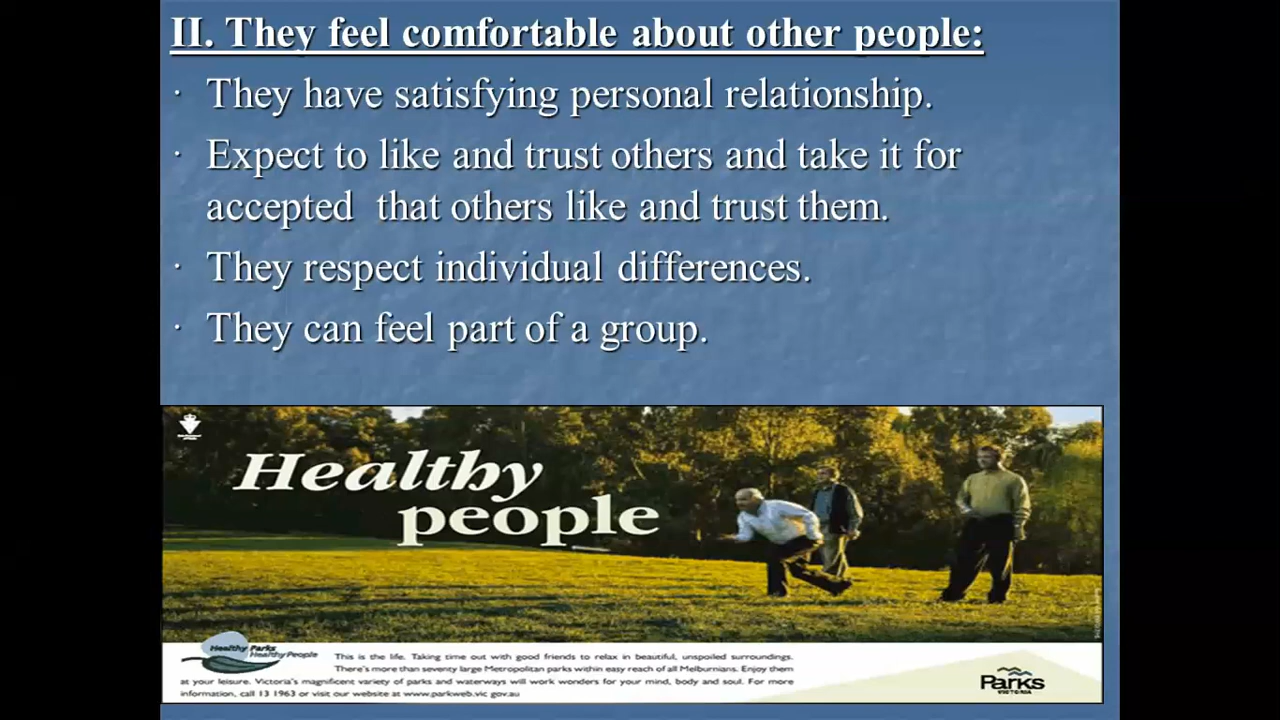 II. They feel comfortable about other people:
· They have satisfying personal relationship.
· Expect to like and trust others and take it for
accepted that others like and trust them.
· They respect individual differences.
· They can feel part of a group.
Healthy
people
Healthy Parks
Healthy People
This is the life. Taking time out with good friends to relax in beautiful, unspoiled surroundings.
There's more than seventy large Metropolitan parks within easy reach of all Melburnians. Enjoy them
at your leisure. Victoria's magnificent variety of parks and waterways will work wonders for your mind, body and soul. For more
information, call 13 1963 or visit our website at www.parkweb.vic.gov.au
Parks
VICTORIA